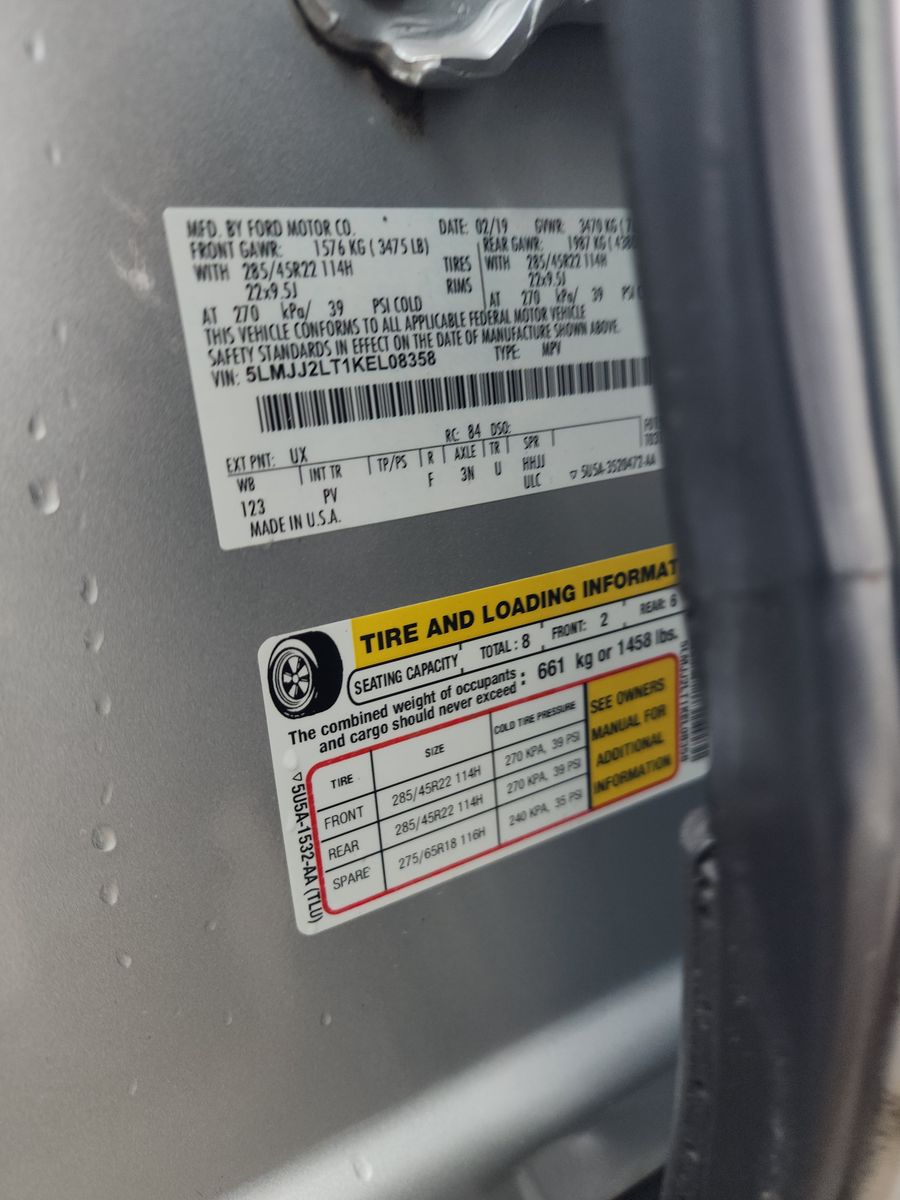 MFD. BY FORD MOTOR CO. DATE: 02/19 GVWR: 3470 KG (7
FRONT GAWR: 1576 KG (3475 LB) REAR GAWR: 1987 KG (438
WITH 285/45R22 114H TIRES WITH 285/45R22 114H
22x9.5J RIMS 22x9.5J
AT 270 kPa/ 39 PSI COLD AT 270 kPa/ 39 PSI C
THIS VEHICLE CONFORMS TO ALL APPLICABLE FEDERAL MOTOR VEHICLE
SAFETY STANDARDS IN EFFECT ON THE DATE OF MANUFACTURE SHOWN ABOVE.
VIN: 5LMJJ2LT1KEL08358 TYPE: MPV
EXT PNT: UX RC: 84 DSO:
WB INT TR TP/PS R AXLE TR SPR
123 PV F 3N U HHJJ
MADE IN U.S.A. ULC ▽ 5U5A-3520472-AA
TIRE AND LOADING INFORMAT
SEATING CAPACITY TOTAL: 8 FRONT: 2 REAR: 6
The combined weight of occupants
and cargo should never exceed : 661 kg or 1458 lbs.
TIRE SIZE COLD TIRE PRESSURE
FRONT 285/45R22 114H 270 KPA, 39 PSI
REAR 285/45R22 114H 270 KPA, 39 PSI
SPARE 275/65R18 116H 240 KPA, 35 PSI
SEE OWNERS
MANUAL FOR
ADDITIONAL
INFORMATION
▽5U5A-1532-AA (TLU)